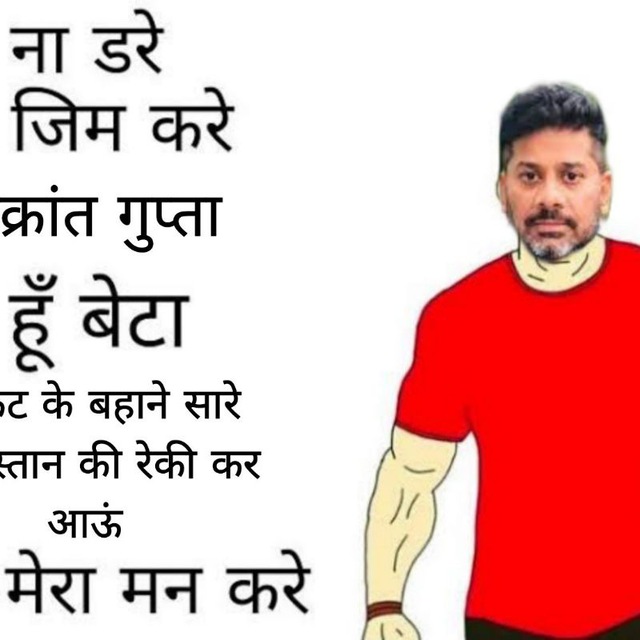 ना डरे
जिम करे
क्रांत गुप्ता
हूँ बेटा
के बहाने सारे
की रेकी कर
आऊं
मेरा मन करे